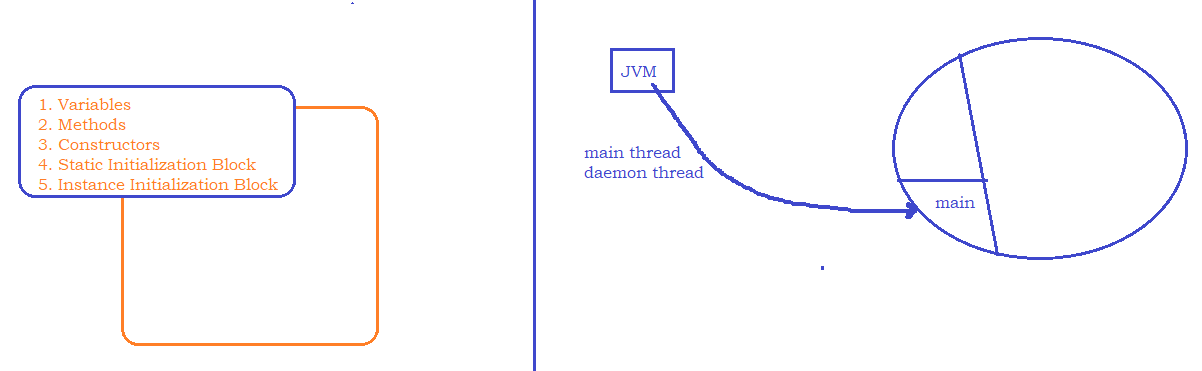 1. Variables
2. Methods
3. Constructors
4. Static Initialization Block
5. Instance Initialization Block
JVM
main thread
daemon thread
main